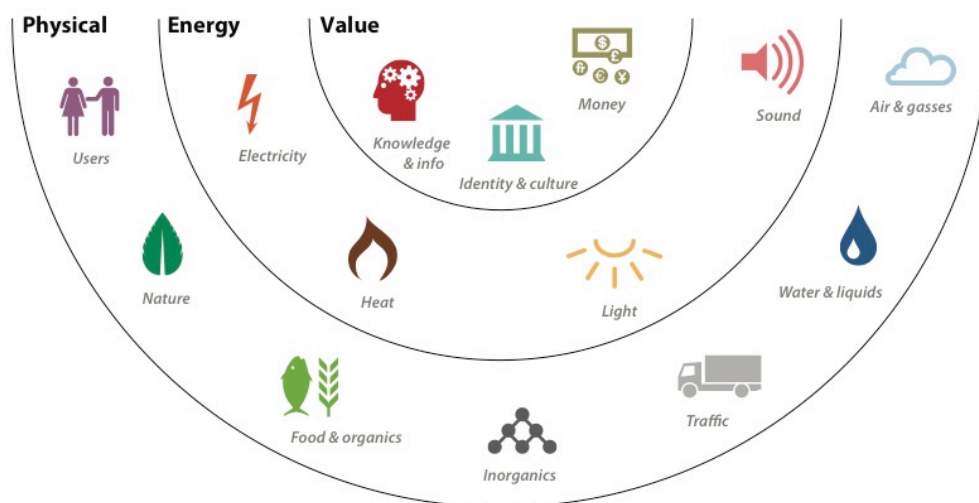 Physical
Energy
Value
$
£
€
¥
Money
Sound
Air & gasses
Users
Electricity
Knowledge
& info
Identity & culture
Nature
Heat
Light
Water & liquids
Food & organics
Inorganics
Traffic